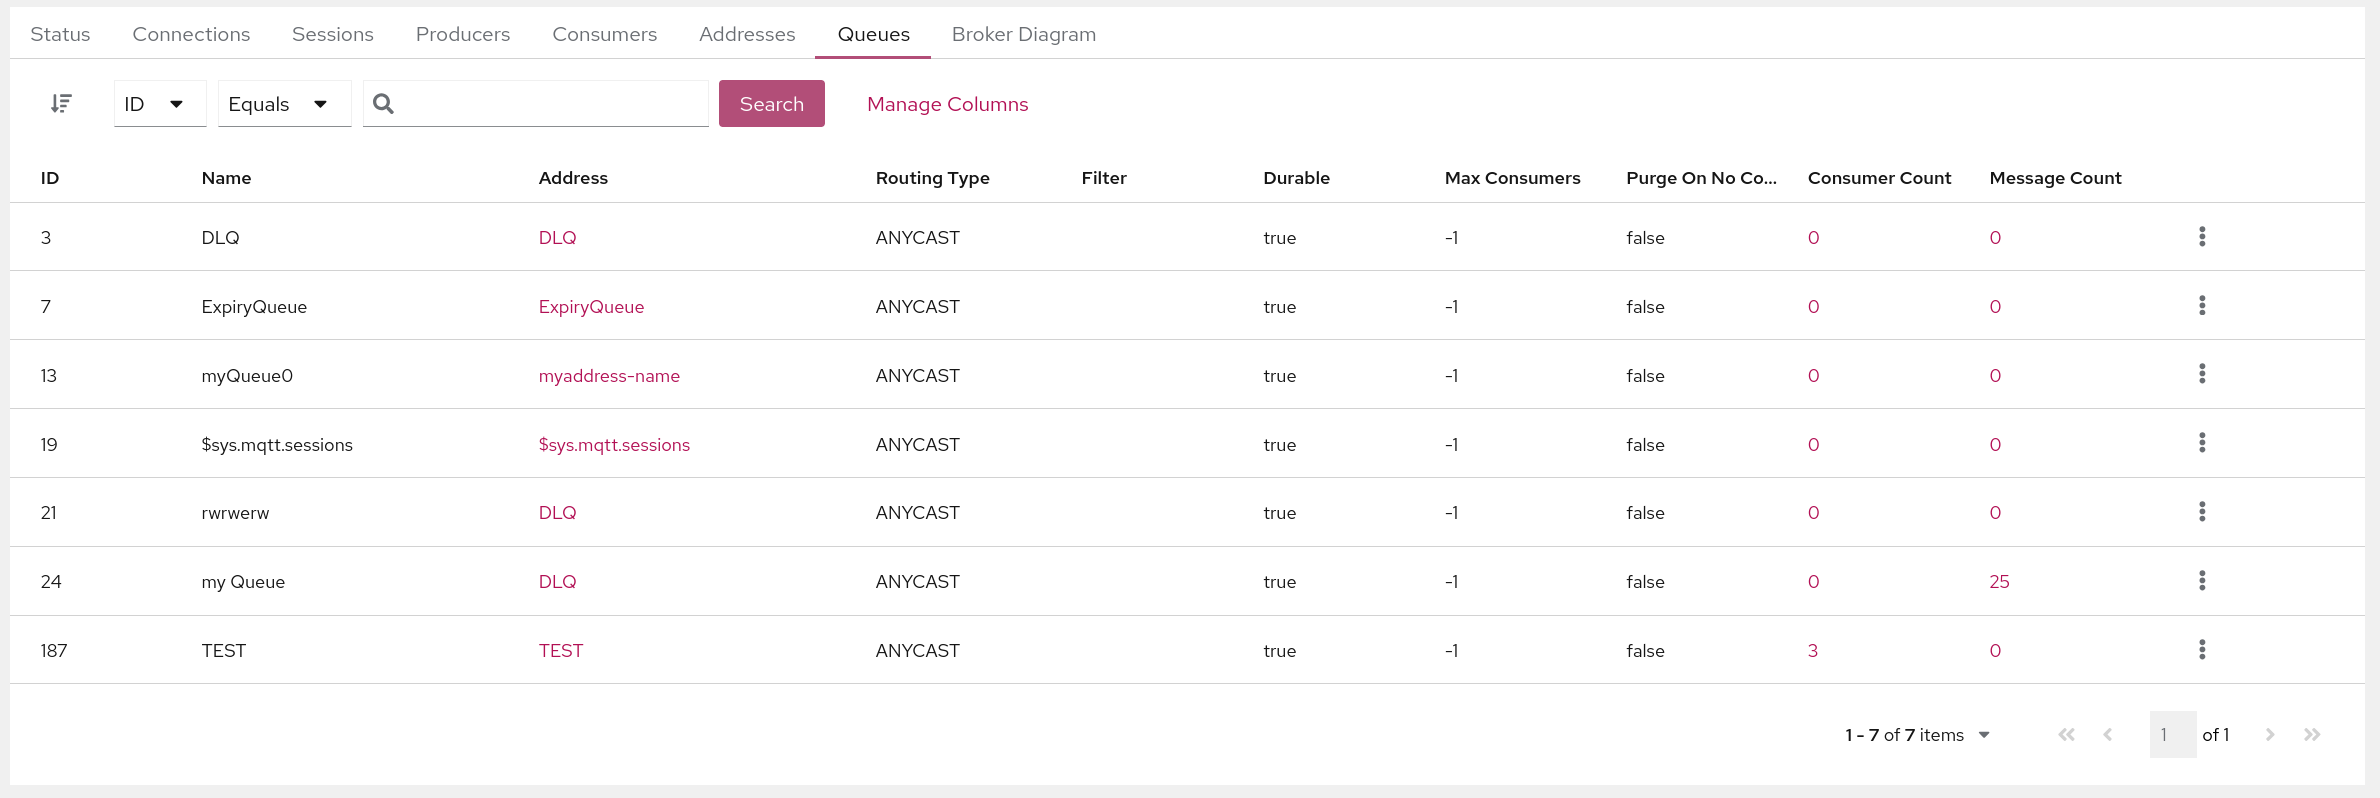 Status Connections Sessions Producers Consumers Addresses Queues Broker Diagram
ID Equals Search Manage Columns
ID Name Address Routing Type Filter Durable Max Consumers Purge On No Co... Consumer Count Message Count
3 DLQ DLQ ANYCAST true -1 false 0 0
7 ExpiryQueue ExpiryQueue ANYCAST true -1 false 0 0
13 myQueue0 myaddress-name ANYCAST true -1 false 0 0
19 $sys.mqtt.sessions $sys.mqtt.sessions ANYCAST true -1 false 0 0
21 rwrwerw DLQ ANYCAST true -1 false 0 0
24 my Queue DLQ ANYCAST true -1 false 0 25
187 TEST TEST ANYCAST true -1 false 3 0
1 - 7 of 7 items 1 of 1